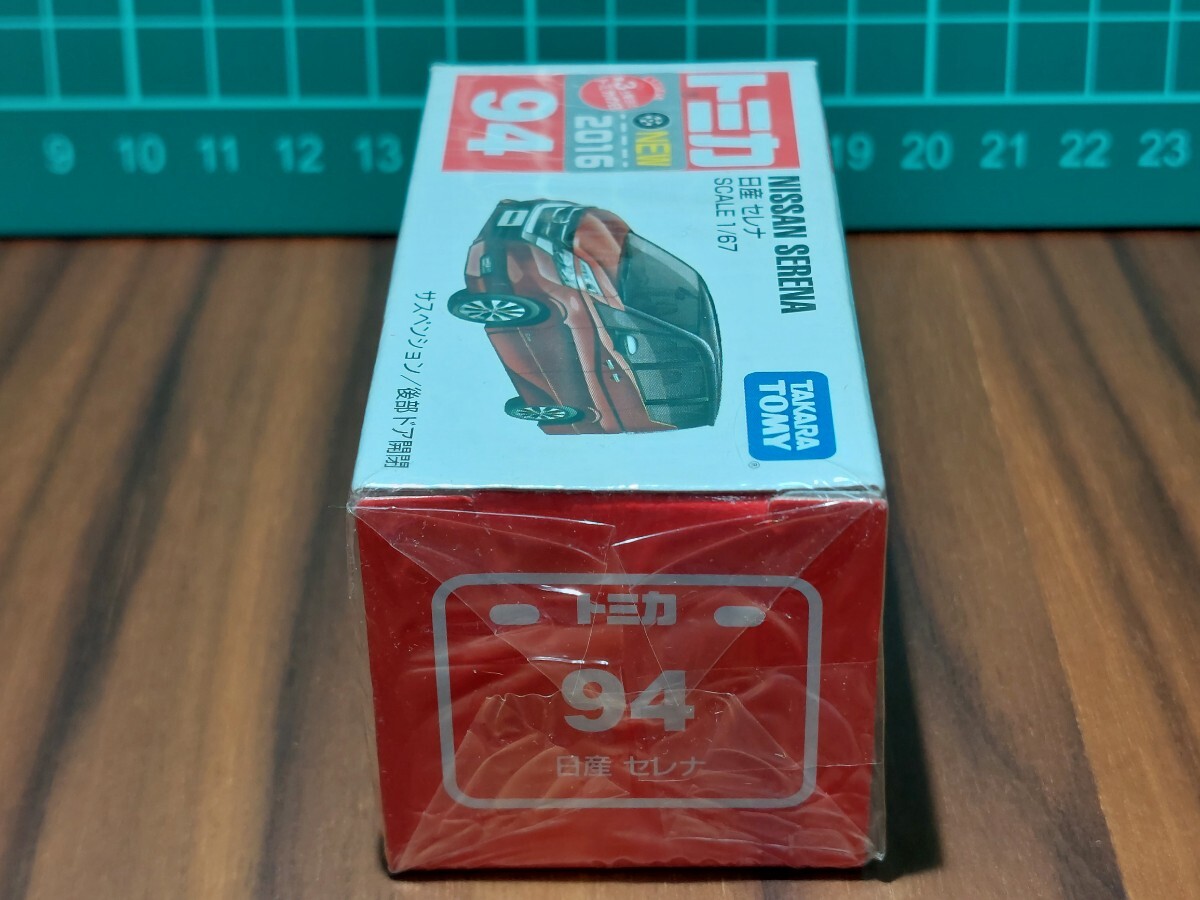 9 10 11 12 13 19 20 21 22 23
トミカ
NEW
2016
94
NISSAN SERENA
日産 セレナ
SCALE 1/67
サスペンション/後部ドア開閉
TAKARA
TOMY
®
トミカ
94
日産 セレナ